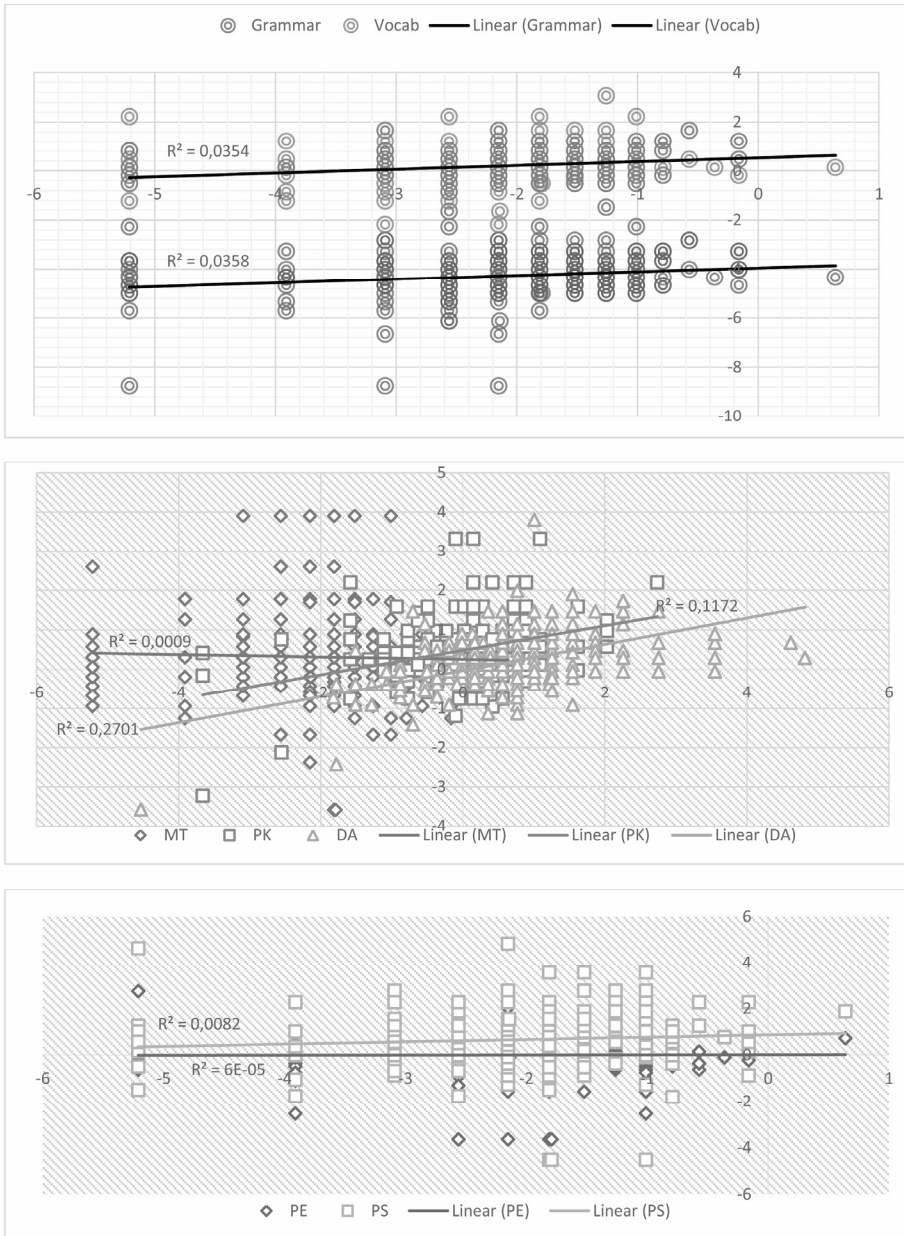 Grammar Vocab Linear (Grammar) Linear (Vocab)
4
2
R² = 0,0354
0
-6 -5 -4 -3 -2 -1 0 1
-2
R² = 0,0358
-4
-6
-8
-10
5
4
3
2
R² = 0,1172
1
R² = 0,0009
0
-6 -4 -2 0 2 4 6
-1
R² = 0,2701
-2
-3
-4
MT PK DA Linear (MT) Linear (PK) Linear (DA)
6
4
2
R² = 0,0082
0
R² = 6E-05
-6 -5 -4 -3 -2 -1 0 1
-2
-4
-6
PE PS Linear (PE) Linear (PS)